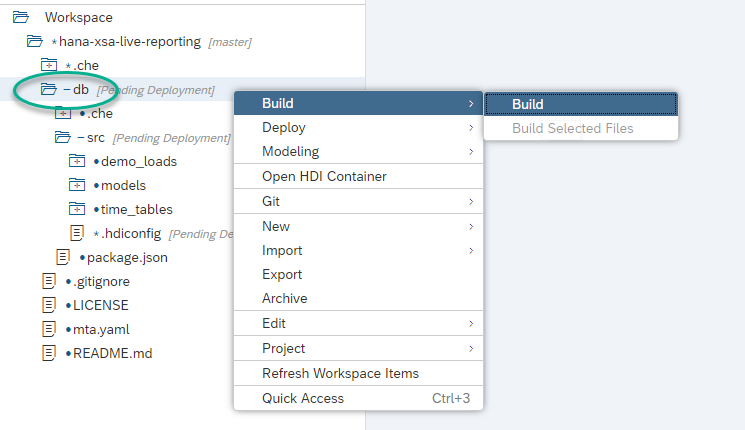 Workspace
*hana-xsa-live-reporting [master]
*.che
–db [Pending Deployment]
•.che
–src [Pending Deployment]
•demo_loads
•models
•time_tables
*.hdiconfig [Pending De
•package.json
•.gitignore
•LICENSE
•mta.yaml
•README.md
Build >
Deploy >
Modeling >
Open HDI Container
Git >
New >
Import >
Export
Archive
Edit >
Project >
Refresh Workspace Items
Quick Access Ctrl+3
Build
Build Selected Files